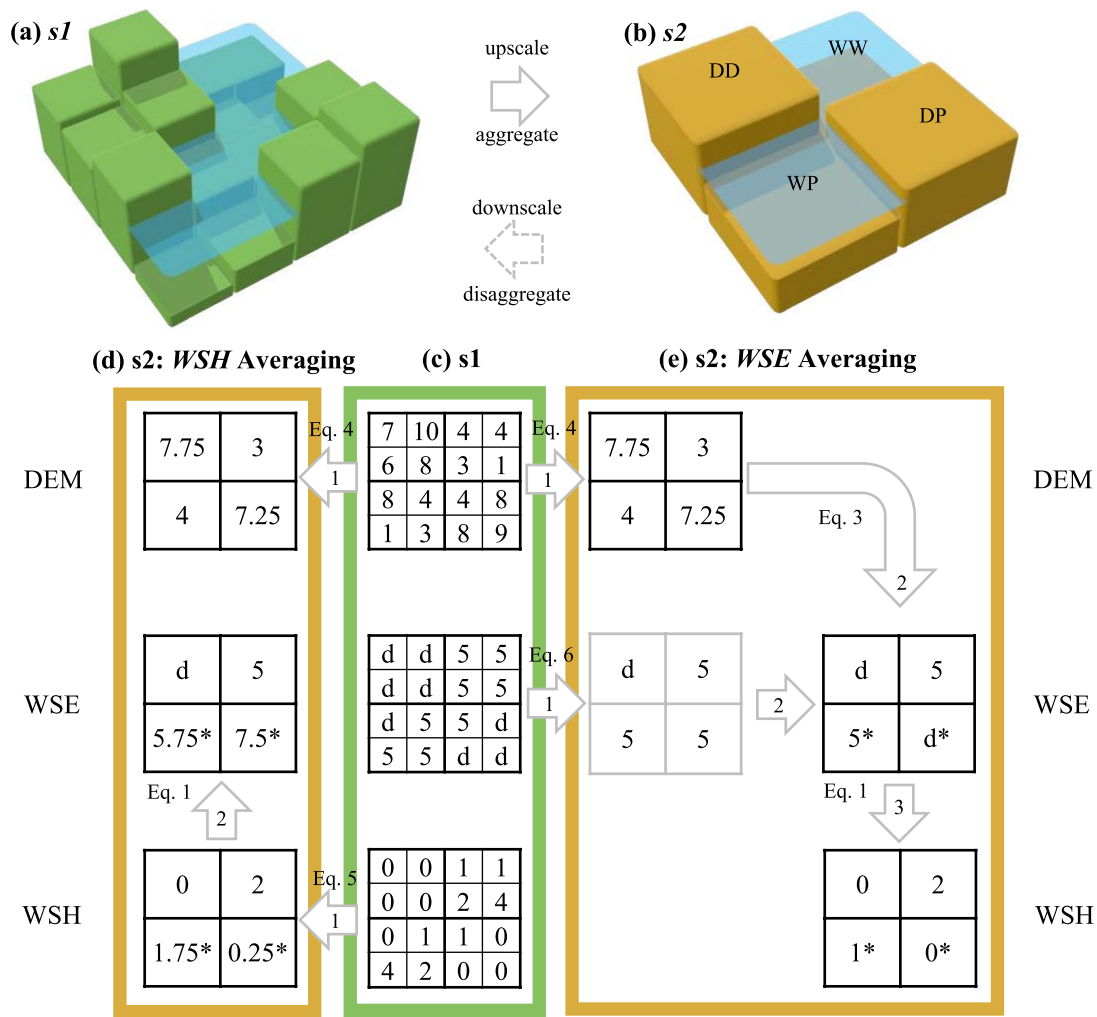 (a) s1
upscale
aggregate
downscale
disaggregate
(b) s2
WW
DD
DP
WP
(d) s2: WSH Averaging
(c) s1
(e) s2: WSE Averaging
DEM
7.75 3
4 7.25
Eq. 4
1
7 10 4 4
6 8 3 1
8 4 4 8
1 3 8 9
Eq. 4
1
7.75 3
4 7.25
Eq. 3
2
DEM
WSE
d 5
5.75* 7.5*
Eq. 1
2
d d 5 5
d d 5 5
d 5 5 d
5 5 d d
Eq. 6
1
d 5
5 5
2
d 5
5* d*
Eq. 1
3
WSE
WSH
0 2
1.75* 0.25*
Eq. 5
1
0 0 1 1
0 0 2 4
0 1 1 0
4 2 0 0
0 2
1* 0*
WSH